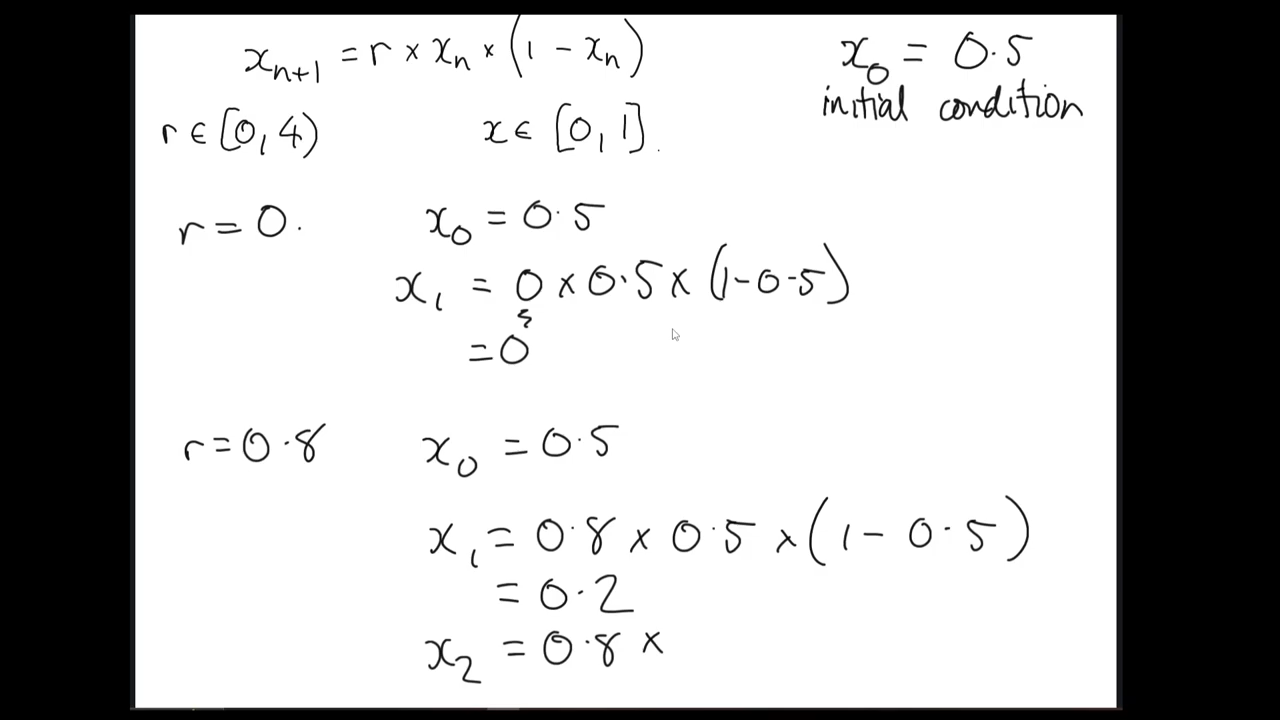 xₙ₊₁ = r × xₙ × (1 − xₙ)
x₀ = 0.5
initial condition
r ∈ [0, 4)
x ∈ [0, 1].
r = 0.
x₀ = 0.5
x₁ = 0 × 0.5 × (1 − 0.5)
= 0
r = 0.8
x₀ = 0.5
x₁ = 0.8 × 0.5 × (1 − 0.5)
= 0.2
x₂ = 0.8 ×